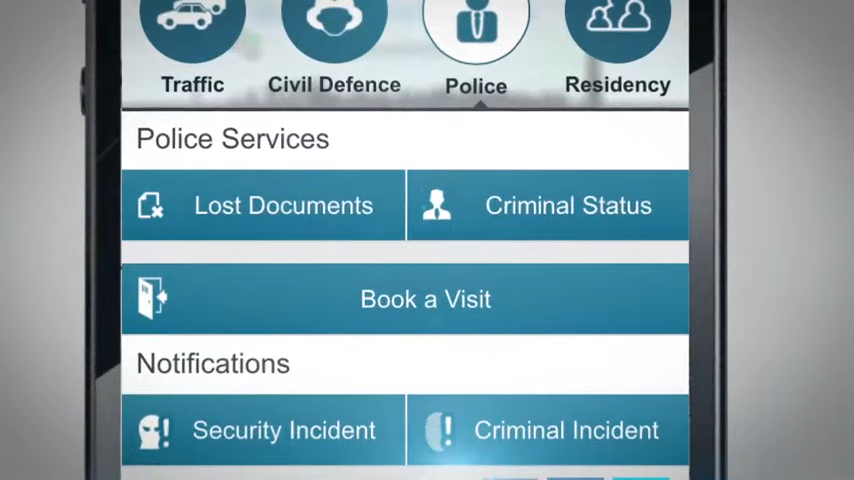 Traffic Civil Defence Police Residency
Police Services
Lost Documents Criminal Status
Book a Visit
Notifications
Security Incident Criminal Incident